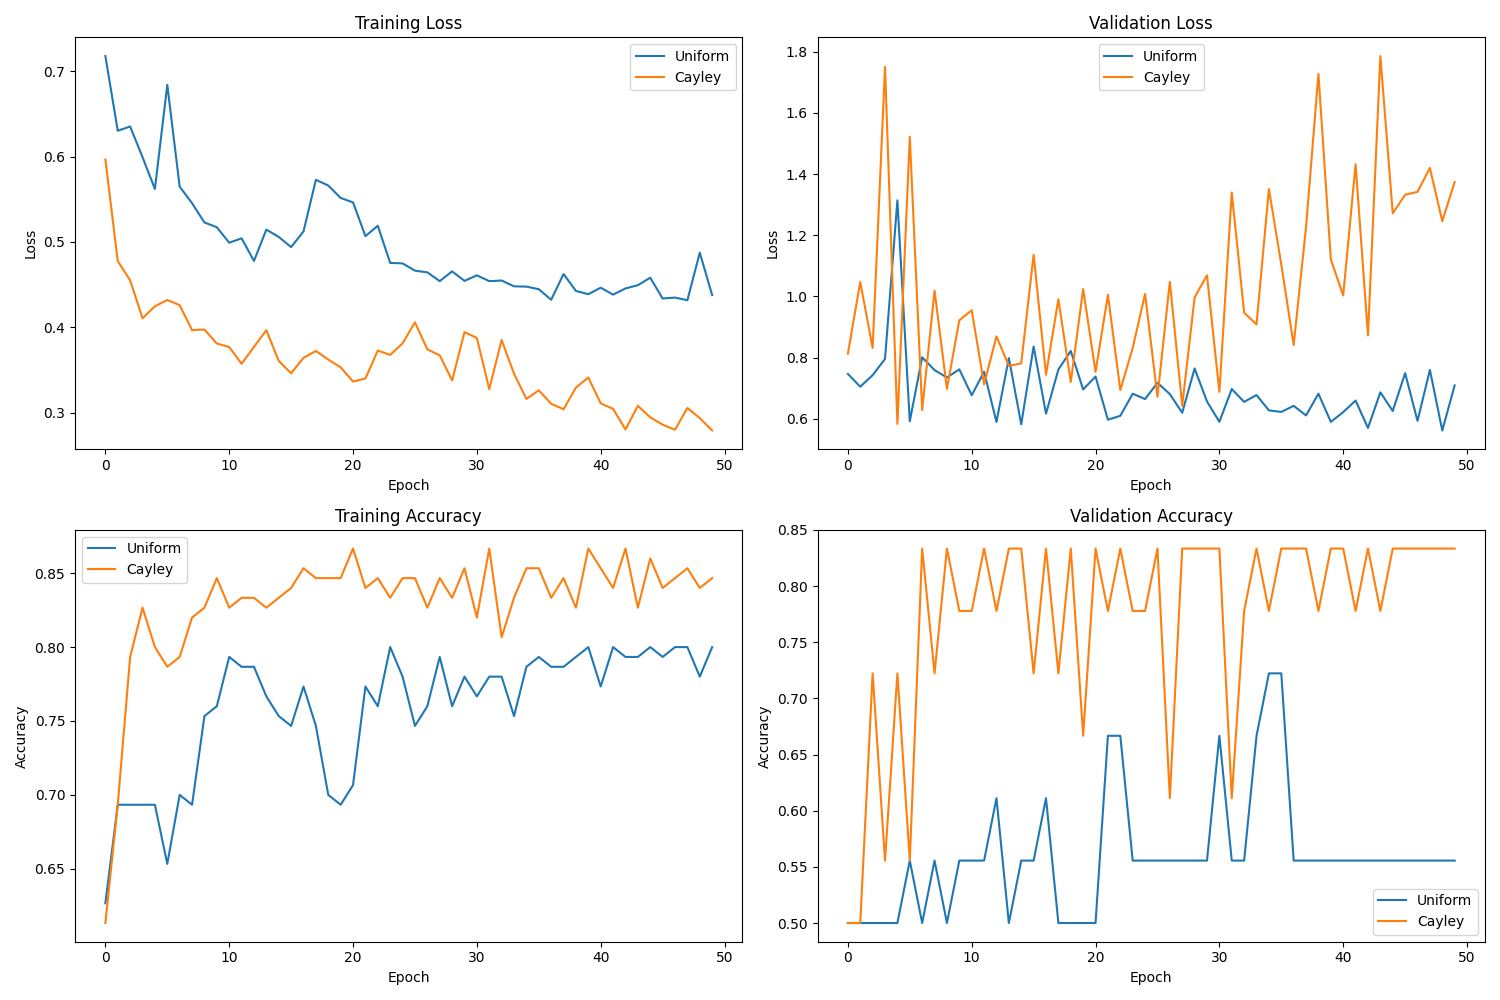 Training Loss
Loss
0.7
0.6
0.5
0.4
0.3
Uniform
Cayley
0 10 20 30 40 50
Epoch
Validation Loss
Loss
1.8
1.6
1.4
1.2
1.0
0.8
0.6
Uniform
Cayley
0 10 20 30 40 50
Epoch
Training Accuracy
Accuracy
0.85
0.80
0.75
0.70
0.65
Uniform
Cayley
0 10 20 30 40 50
Epoch
Validation Accuracy
Accuracy
0.85
0.80
0.75
0.70
0.65
0.60
0.55
0.50
Uniform
Cayley
0 10 20 30 40 50
Epoch